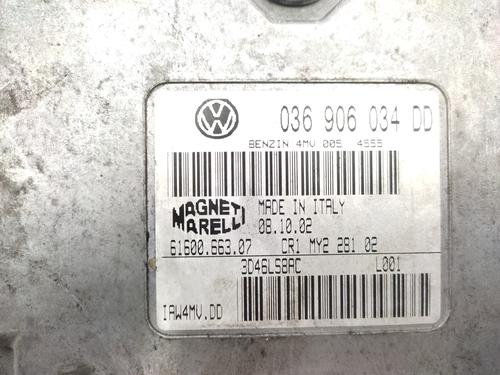 036 906 034 DD
BENZIN 4MV 005 4555
MAGNETI MARELLI
MADE IN ITALY
08.10.02
61600.663.07 CR1 MY2 281 02
3D46LS8AC L001
IAW4MV.DD